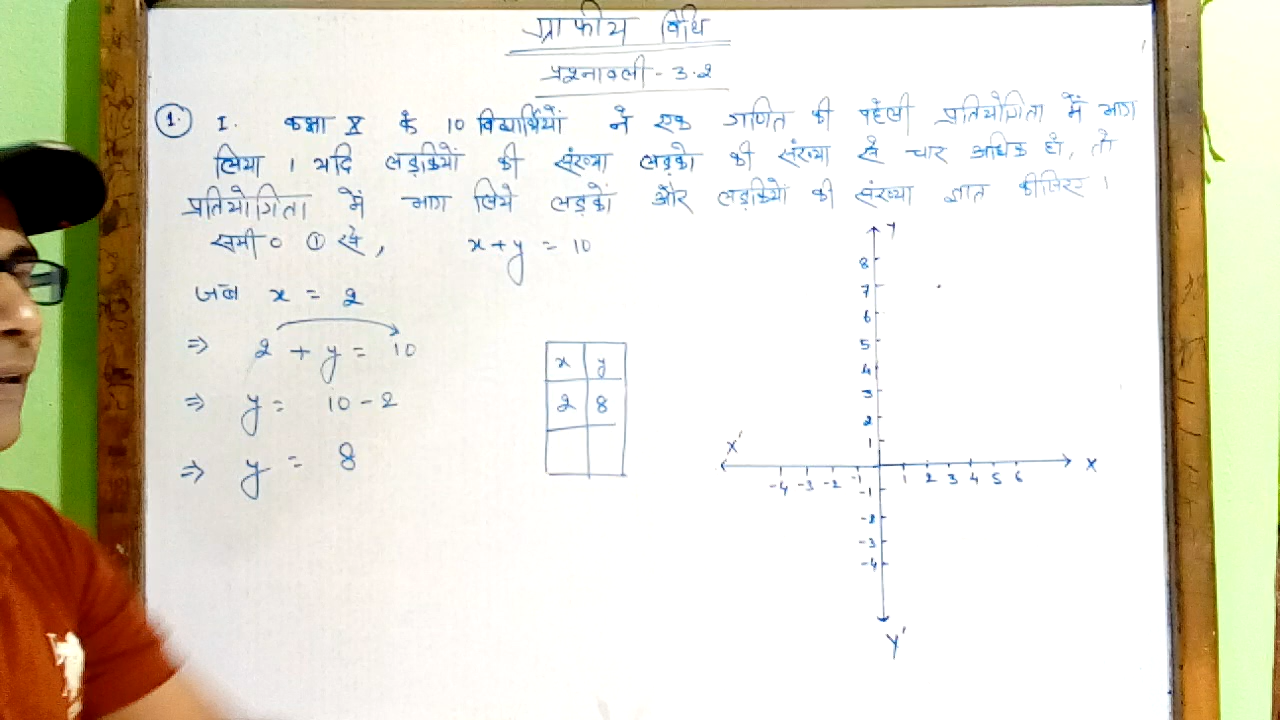 ग्राफीय विधि
प्रश्नावली - 3.2
1. I. कक्षा X के 10 विद्यार्थियों ने एक गणित की पहेली प्रतियोगिता में भाग
लिया । यदि लड़कियों की संख्या लड़को की संख्या से चार अधिक हो, तो
प्रतियोगिता में भाग लिये लड़कों और लड़कियों की संख्या ज्ञात कीजिए ।
समी० ① से, x + y = 10
जब x = 2
⇒ 2 + y = 10
⇒ y = 10 - 2
⇒ y = 8
x y
2 8
Y
8
7
6
5
4
3
2
1
X' -4 -3 -2 -1 1 2 3 4 5 6 X
-1
-2
-3
-4
Y'